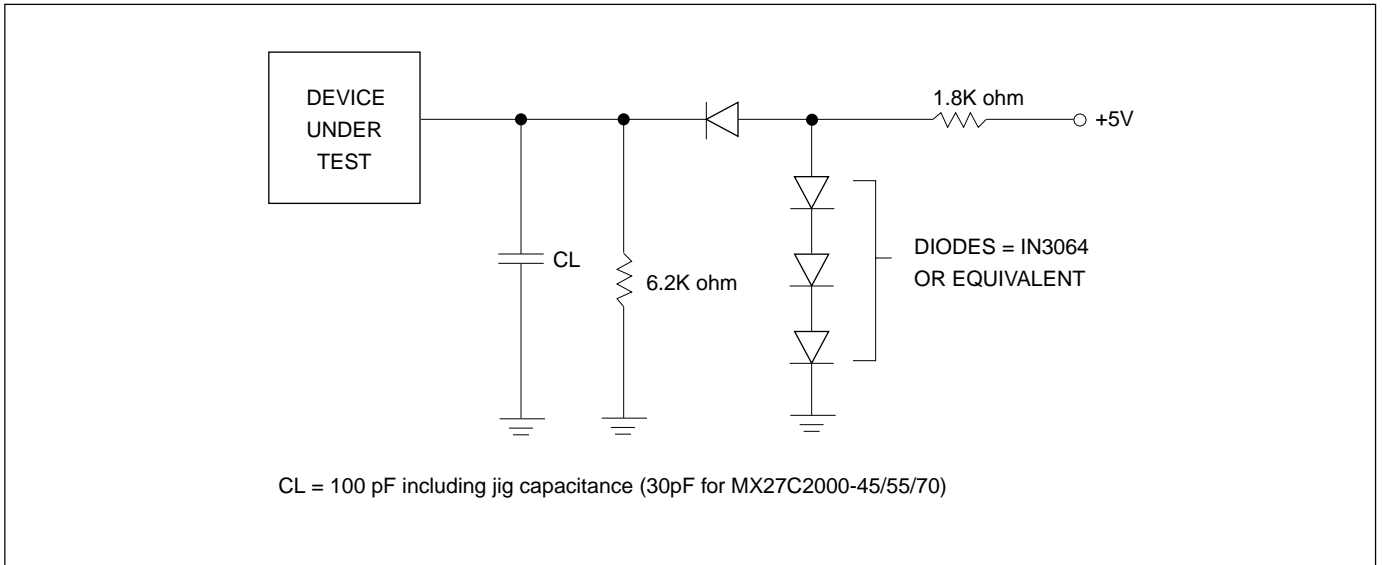 DEVICE
UNDER
TEST
1.8K ohm
+5V
CL
6.2K ohm
DIODES = IN3064
OR EQUIVALENT
CL = 100 pF including jig capacitance (30pF for MX27C2000-45/55/70)